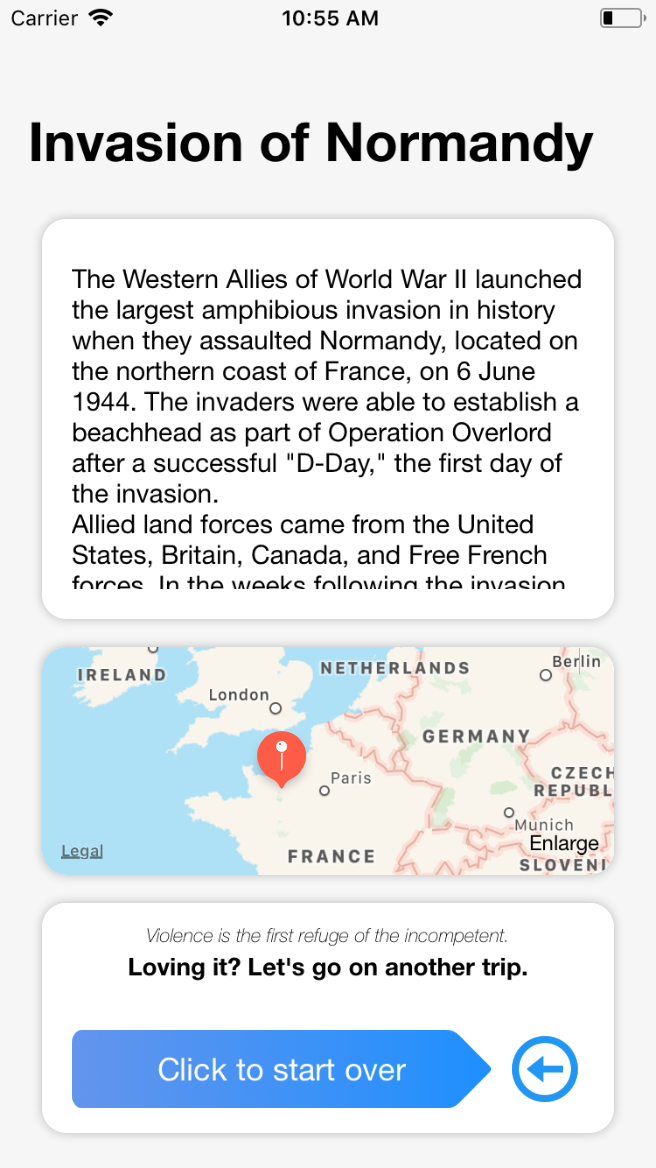 Carrier
10:55 AM
Invasion of Normandy
The Western Allies of World War II launched
the largest amphibious invasion in history
when they assaulted Normandy, located on
the northern coast of France, on 6 June
1944. The invaders were able to establish a
beachhead as part of Operation Overlord
after a successful "D-Day," the first day of
the invasion.
Allied land forces came from the United
States, Britain, Canada, and Free French
forces. In the weeks following the invasion
IRELAND
NETHERLANDS
Berlin
London
GERMANY
Paris
CZECH
REPUBL
Munich
Enlarge
Legal
FRANCE
SLOVENI
Violence is the first refuge of the incompetent.
Loving it? Let's go on another trip.
Click to start over